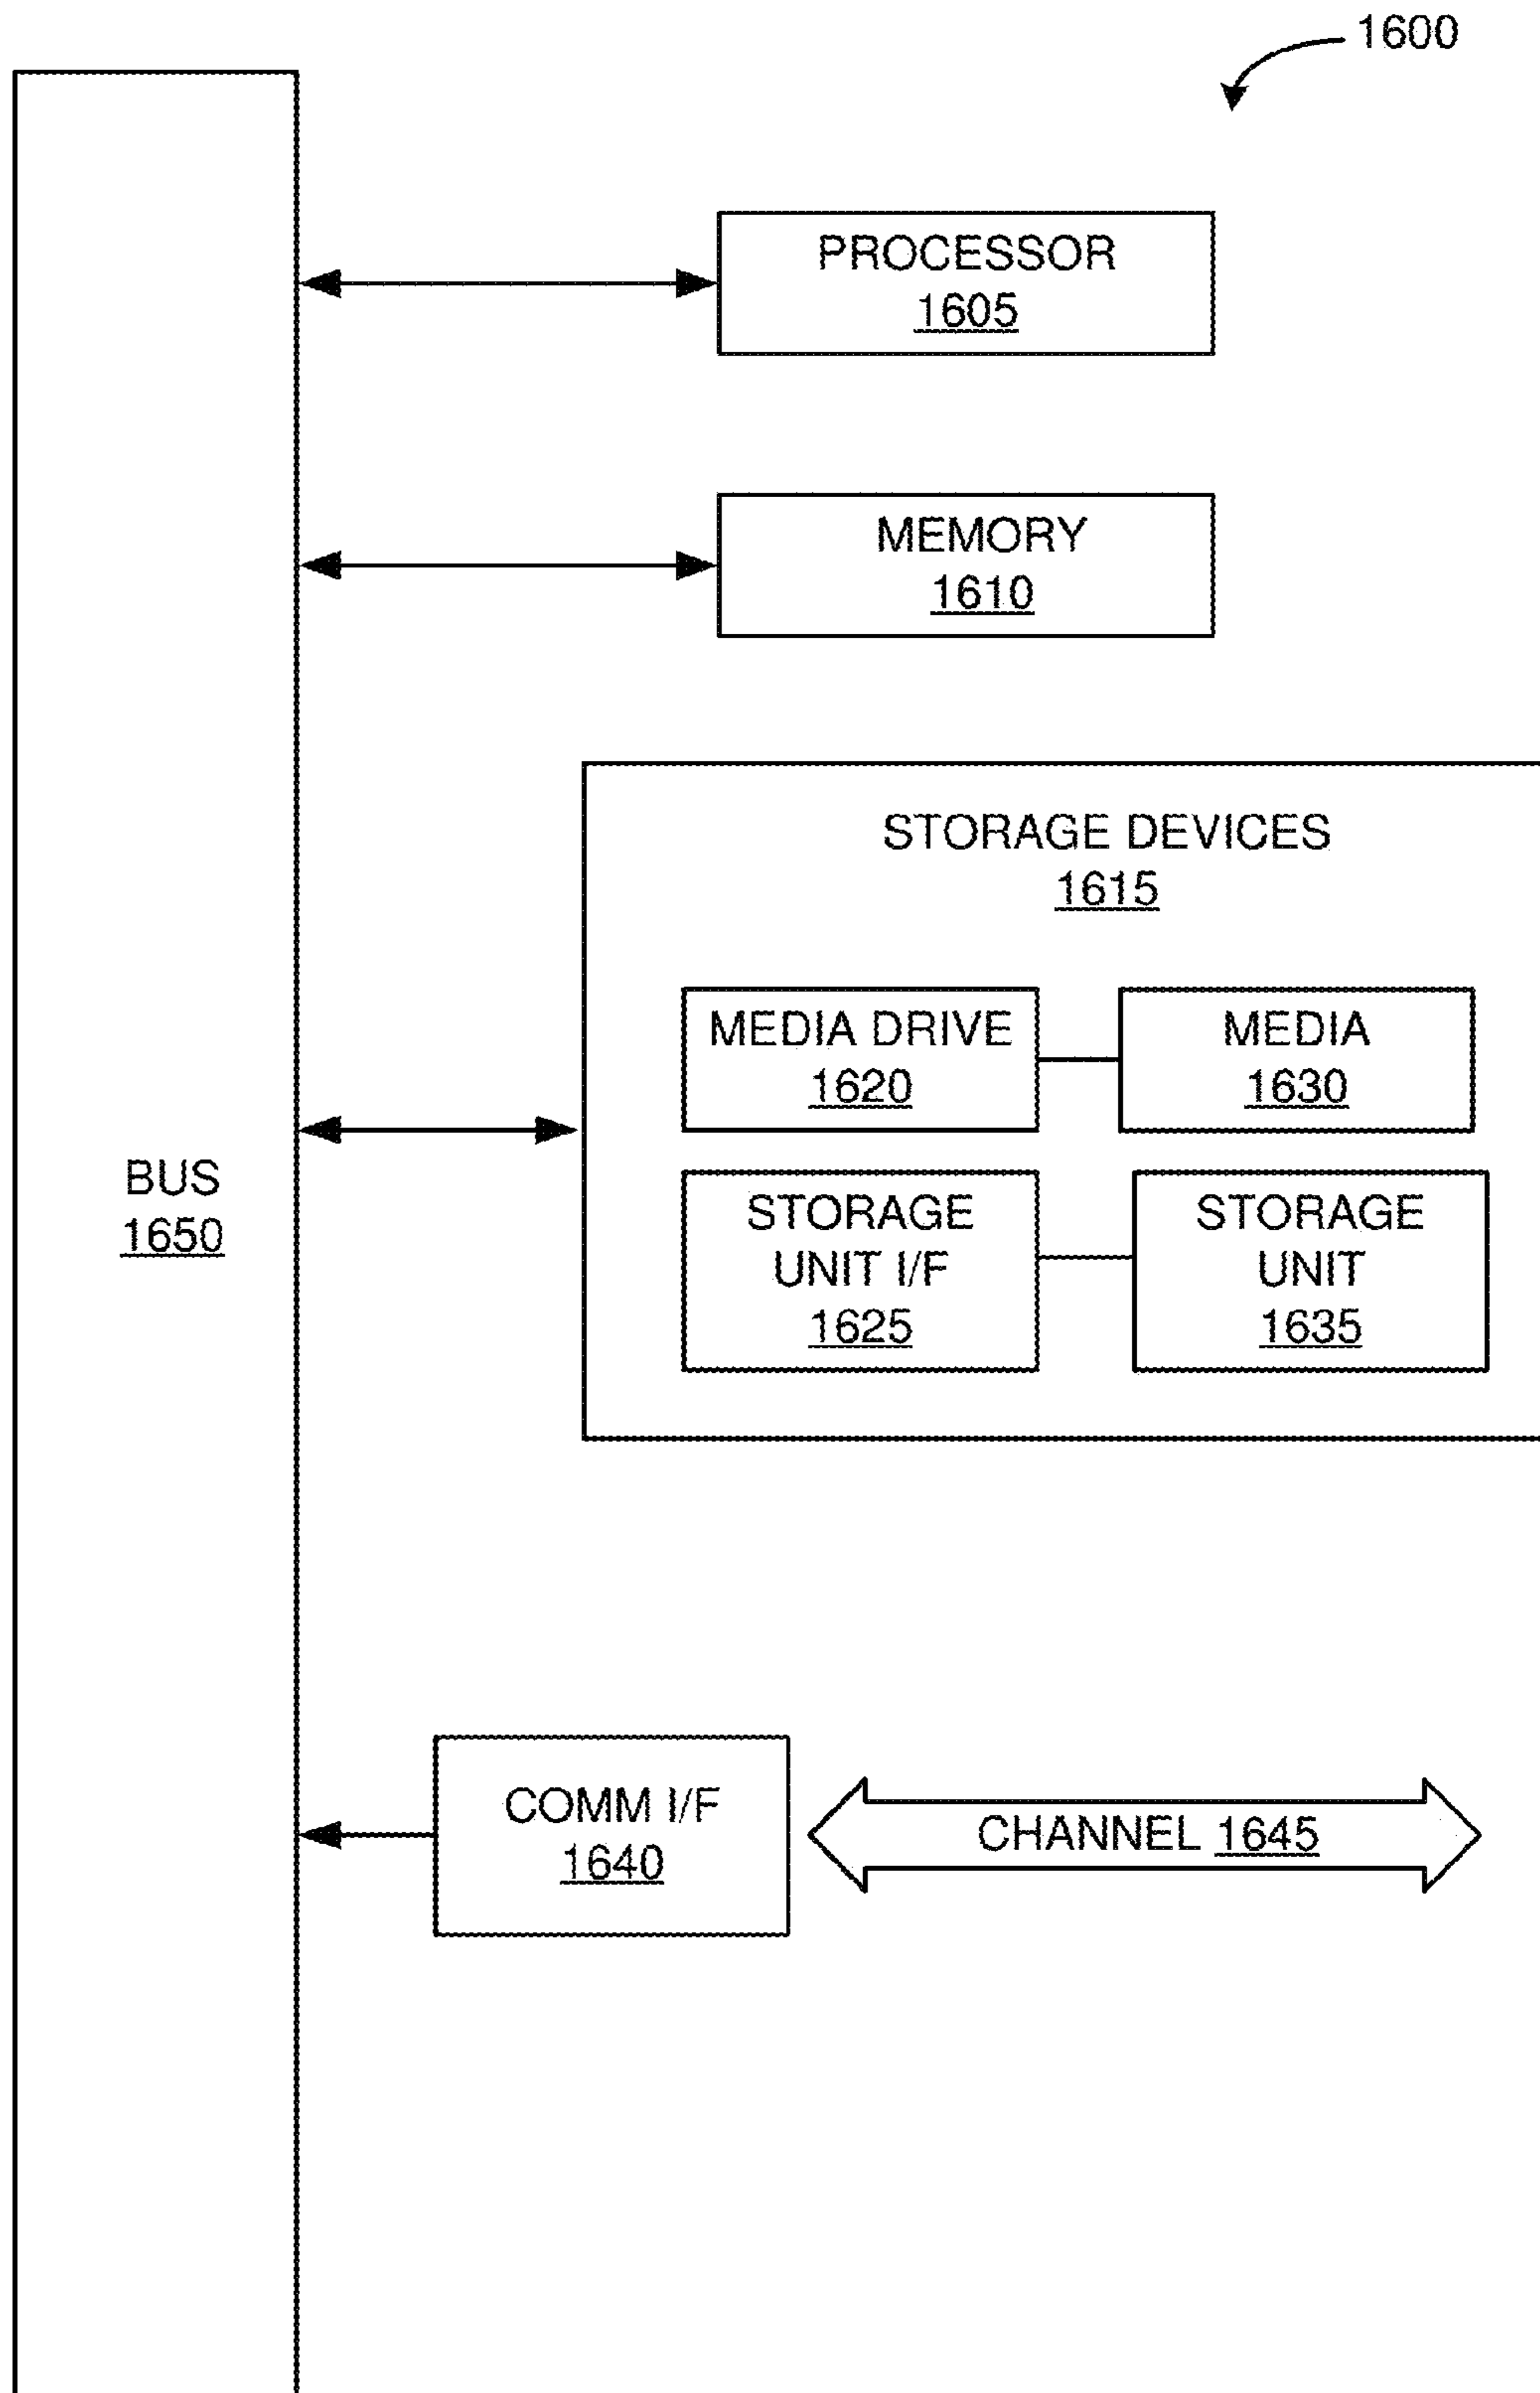 1600
PROCESSOR
1605
MEMORY
1610
STORAGE DEVICES
1615
MEDIA DRIVE
1620
MEDIA
1630
STORAGE
UNIT I/F
1625
STORAGE
UNIT
1635
BUS
1650
COMM I/F
1640
CHANNEL 1645